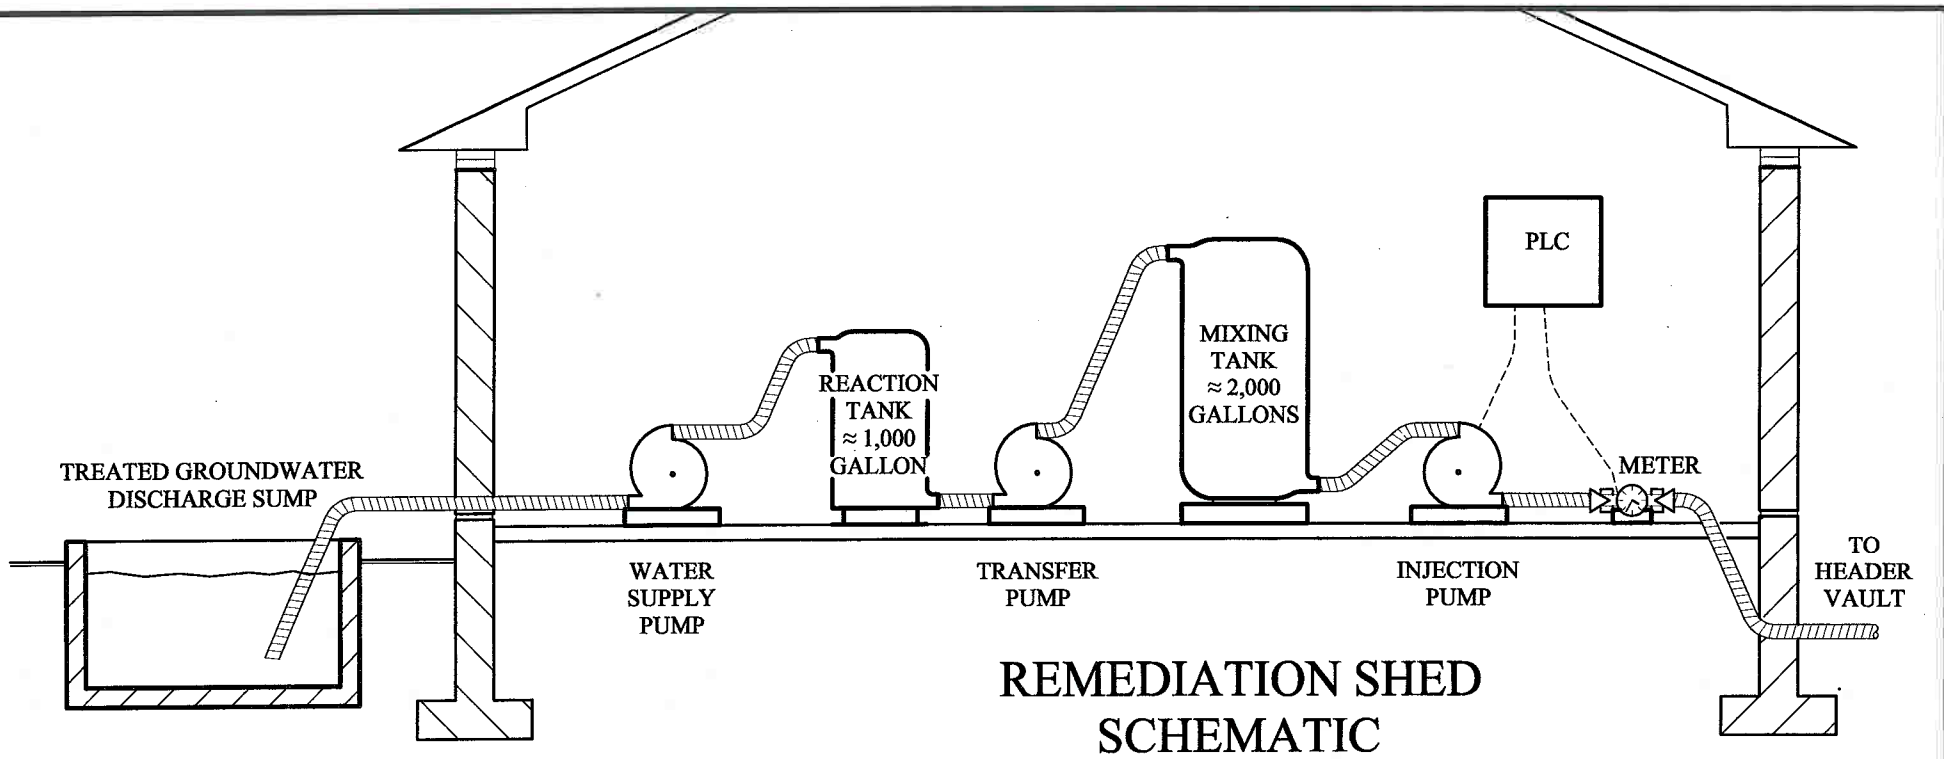 PLC
MIXING
TANK
≈ 2,000
GALLONS
REACTION
TANK
≈ 1,000
GALLON
TREATED GROUNDWATER
DISCHARGE SUMP
METER
WATER
SUPPLY
PUMP
TRANSFER
PUMP
INJECTION
PUMP
TO
HEADER
VAULT
REMEDIATION SHED
SCHEMATIC